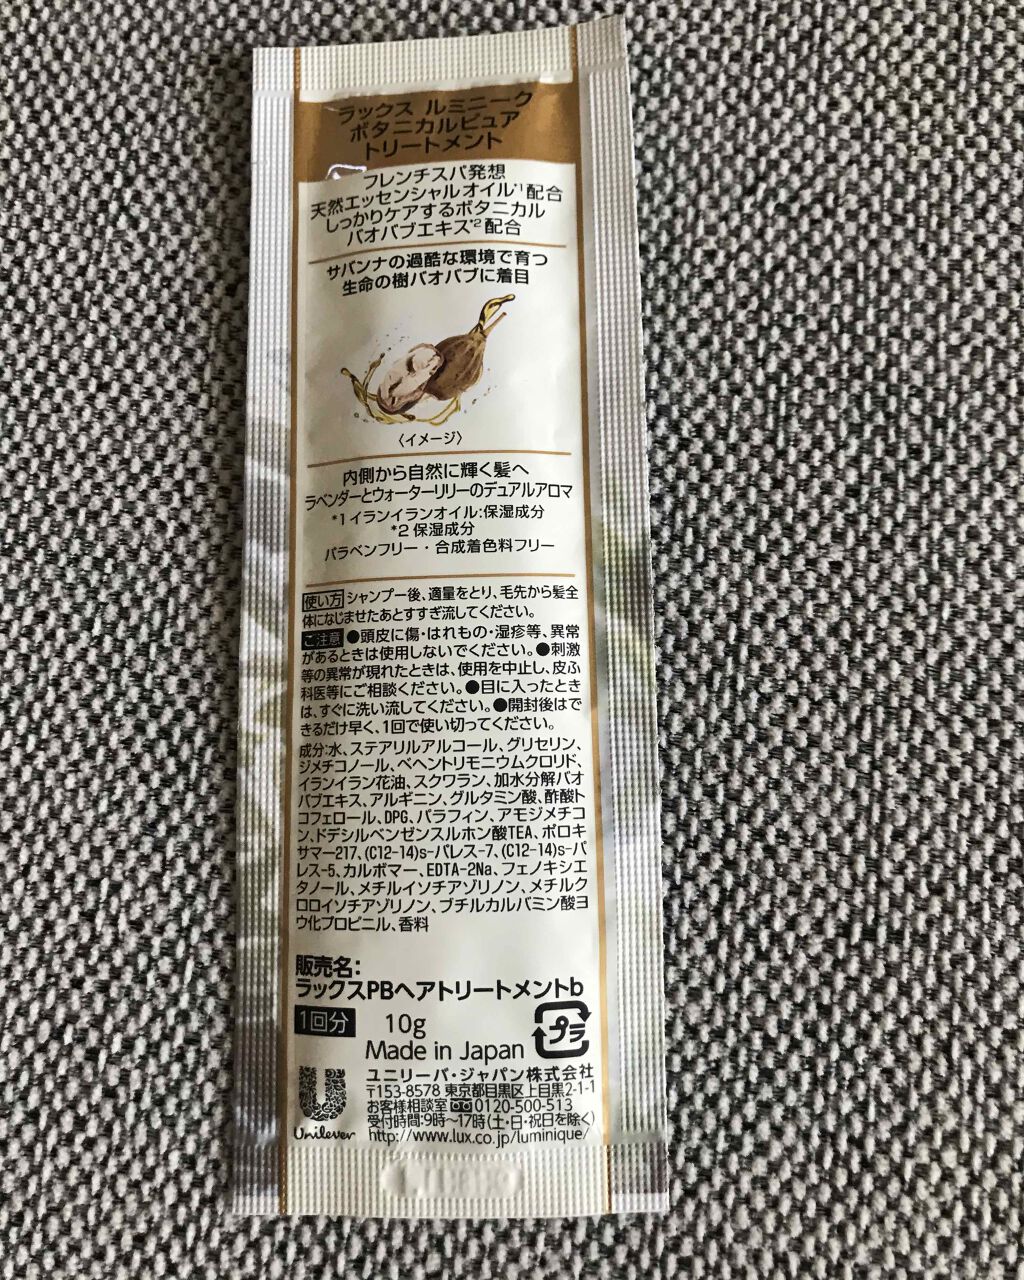 ラックス ルミニーク
ボタニカルピュア
トリートメント
フレンチスパ発想
天然エッセンシャルオイル*1配合
しっかりケアするボタニカル
バオバブエキス*2配合
サバンナの過酷な環境で育つ
生命の樹バオバブに着目
〈イメージ〉
内側から自然に輝く髪へ
ラベンダーとウォーターリリーのデュアルアロマ
*1イランイランオイル:保湿成分
*2 保湿成分
パラベンフリー・合成着色料フリー
使い方 シャンプー後、適量をとり、毛先から髪全
体になじませたあとすすぎ流してください。
ご注意 ●頭皮に傷・はれもの・湿疹等、異常
があるときは使用しないでください。●刺激
等の異常が現れたときは、使用を中止し、皮ふ
科医等にご相談ください。●目に入ったとき
は、すぐに洗い流してください。●開封後はで
きるだけ早く、1回で使い切ってください。
成分:水、ステアリルアルコール、グリセリン、
ジメチコノール、ベヘントリモニウムクロリド、
イランイラン花油、スクワラン、加水分解バオ
バブエキス、アルギニン、グルタミン酸、酢酸ト
コフェロール、DPG、パラフィン、アモジメチコ
ン、ドデシルベンゼンスルホン酸TEA、ポロキ
サマー217、(C12-14)s-パレス-7、(C12-14)s-パ
レス-5、カルボマー、EDTA-2Na、フェノキシエ
タノール、メチルイソチアゾリノン、メチルク
ロロイソチアゾリノン、ブチルカルバミン酸ヨ
ウ化プロピニル、香料
販売名:
ラックスPBヘアトリートメントb
1回分 10g
プラ
Made in Japan
ユニリーバ・ジャパン株式会社
〒153-8578 東京都目黒区上目黒2-1-1
お客様相談室 0120-500-513
受付時間:9時〜17時(土・日・祝日を除く)
Unilever http://www.lux.co.jp/luminique/